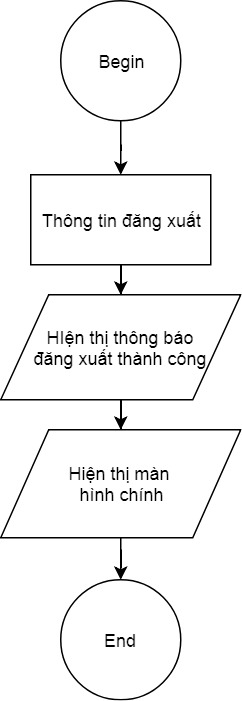 Begin
Thông tin đăng xuất
HIện thị thông báo
đăng xuất thành công
Hiện thị màn
hình chính
End